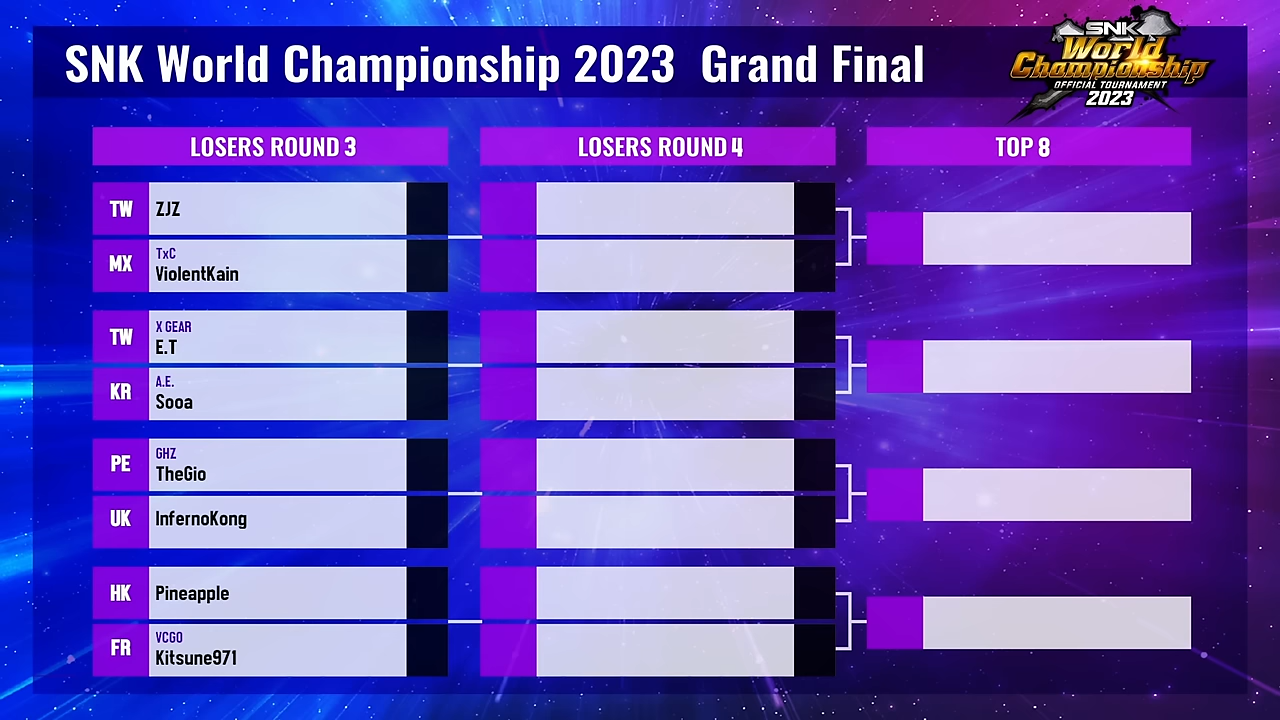 SNK World Championship 2023 Grand Final
SNK
World
Championship
OFFICIAL TOURNAMENT
2023
LOSERS ROUND 3
LOSERS ROUND 4
TOP 8
TW
ZJZ
MX
TxC
ViolentKain
TW
X GEAR
E.T
KR
A.E.
Sooa
PE
GHZ
TheGio
UK
InfernoKong
HK
Pineapple
FR
VCGO
Kitsune971